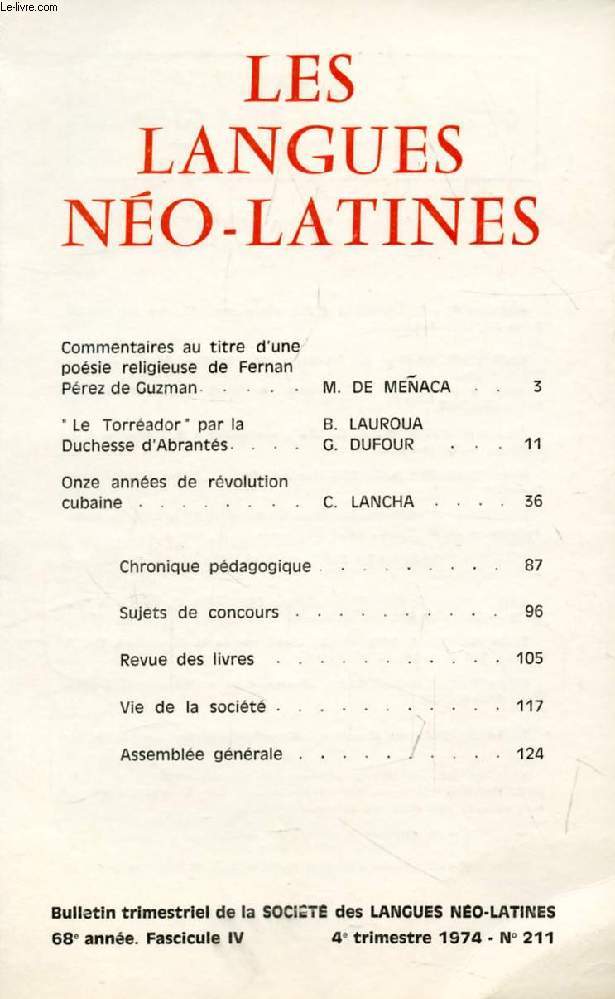 Le-livre.com
LES
LANGUES
NÉO-LATINES
Commentaires au titre d'une
poésie religieuse de Fernan
Pérez de Guzman. . . . . M. DE MEÑACA . . 3
" Le Torréador " par la B. LAUROUA
Duchesse d'Abrantés. . . . G. DUFOUR . . . 11
Onze années de révolution
cubaine . . . . . . . . C. LANCHA . . . . 36
Chronique pédagogique . . . . . . . . . 87
Sujets de concours . . . . . . . . . . 96
Revue des livres . . . . . . . . . . . 105
Vie de la société . . . . . . . . . . . 117
Assemblée générale . . . . . . . . . . 124
Bulletin trimestriel de la SOCIÉTÉ des LANGUES NÉO-LATINES
68e année. Fascicule IV 4e trimestre 1974 - No 211